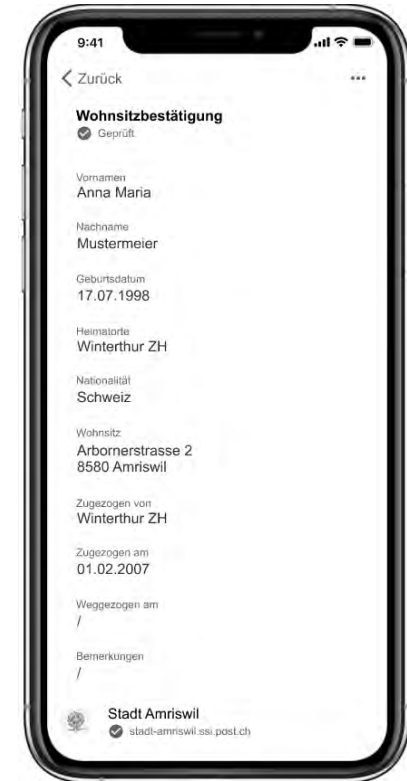 9:41
Zurück
Wohnsitzbestätigung
Geprüft
Vornamen
Anna Maria
Nachname
Mustermeier
Geburtsdatum
17.07.1998
Heimatorte
Winterthur ZH
Nationalität
Schweiz
Wohnsitz
Arbornerstrasse 2
8580 Amriswil
Zugezogen von
Winterthur ZH
Zugezogen am
01.02.2007
Weggezogen am
/
Bemerkungen
/
Stadt Amriswil
stadt-amriswil.ssi.post.ch